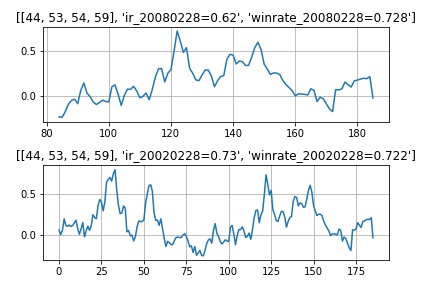 [[44, 53, 54, 59], 'ir_20080228=0.62', 'winrate_20080228=0.728']
0.5
0.0
80 100 120 140 160 180
[[44, 53, 54, 59], 'ir_20020228=0.73', 'winrate_20020228=0.722']
0.5
0.0
0 25 50 75 100 125 150 175